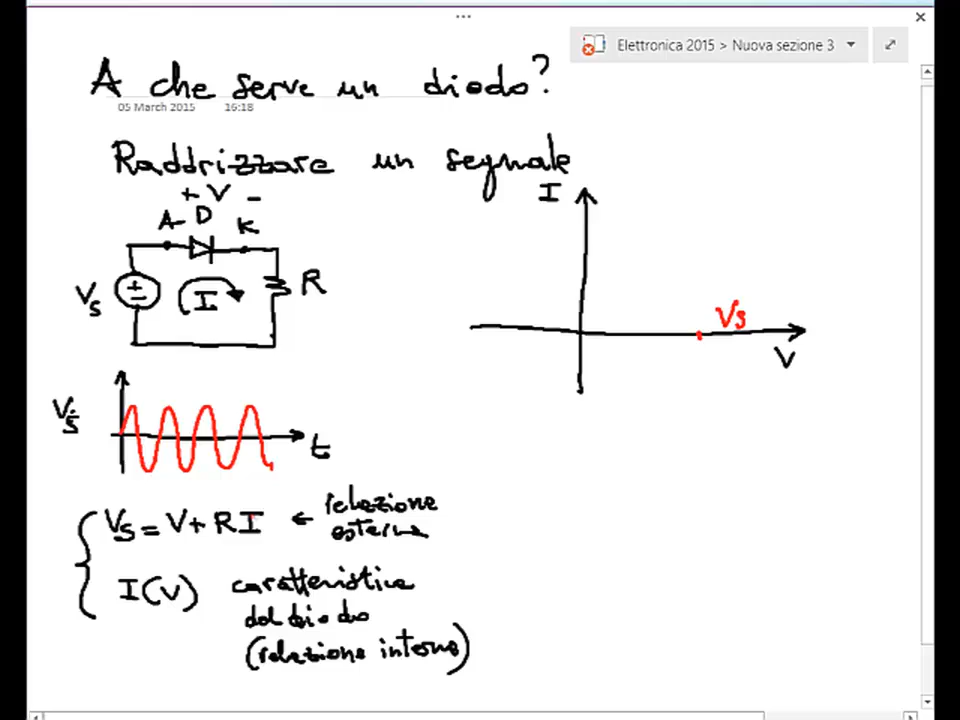 Elettronica 2015 > Nuova sezione 3
A che serve un diodo?
05 March 2015 16:18
Raddrizzare un segnale
+ V -
A D K
Vs + - I R
I
Vs
V
Vs
t
Vs = V + RI ← relazione esterna
I(V) caratteristica
del diodo
(relazione interna)